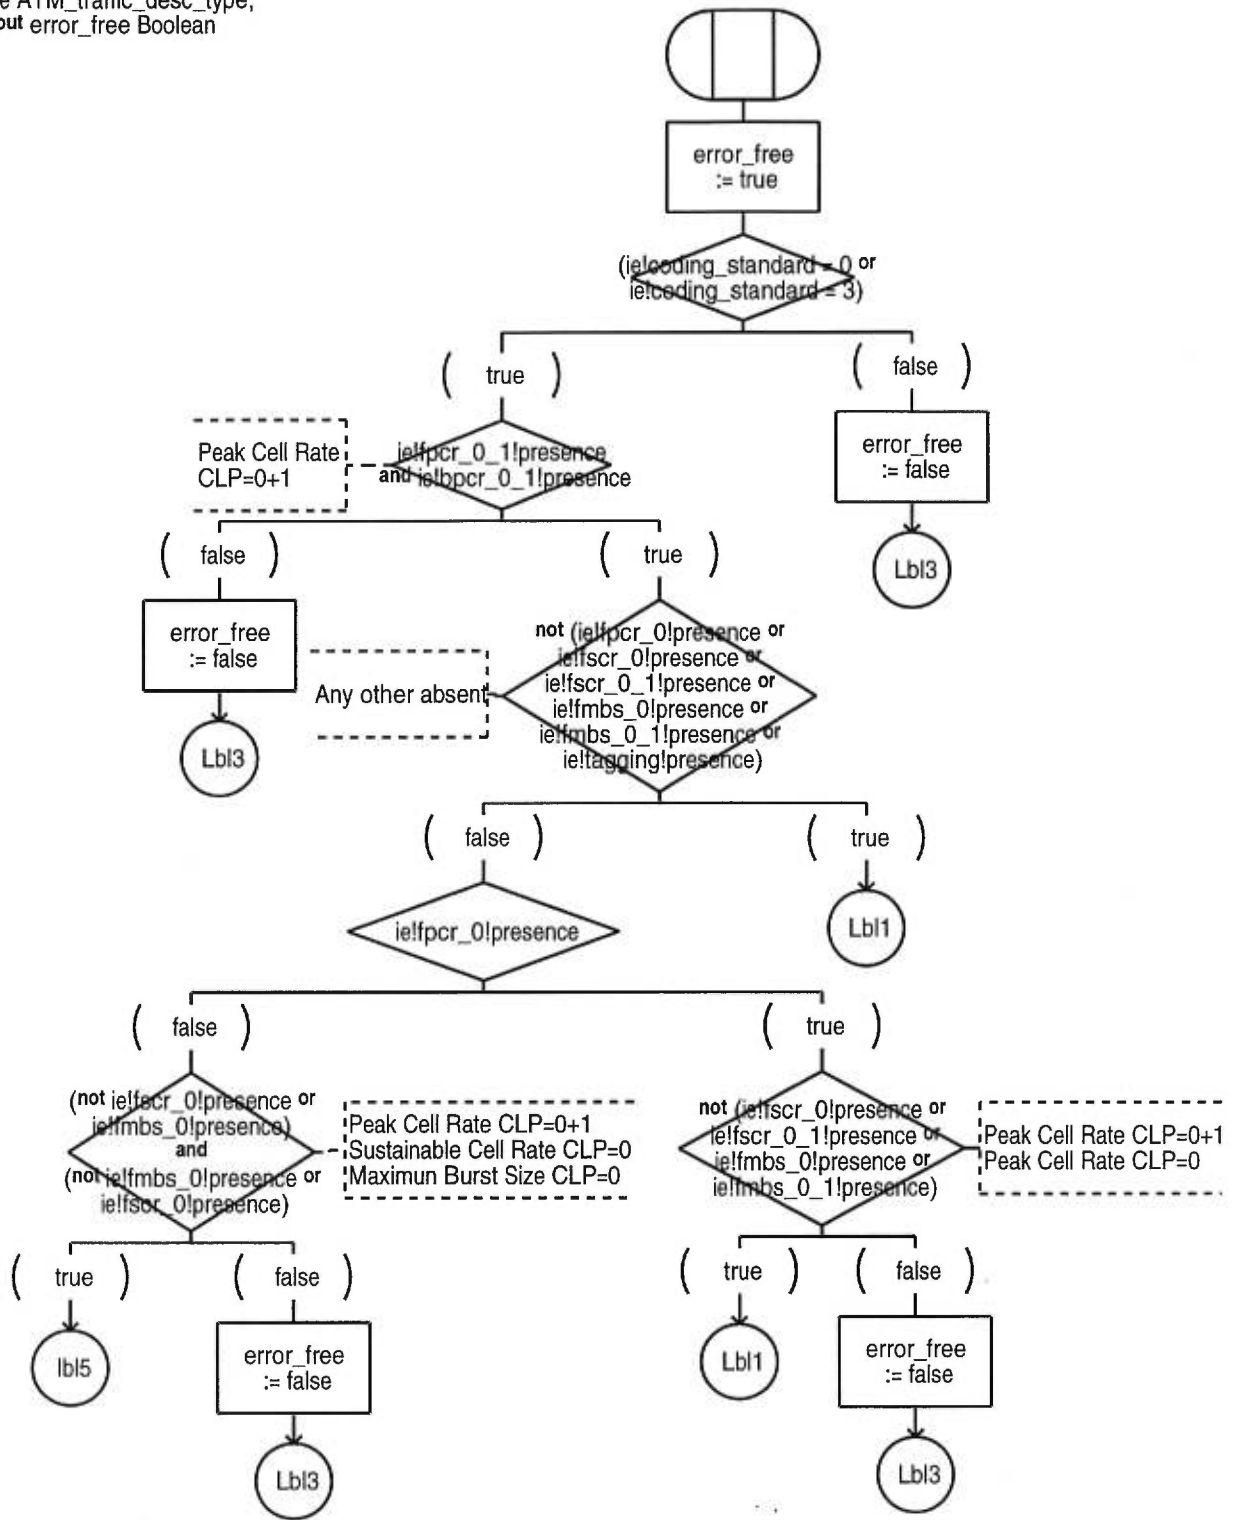 e ATM_traffic_desc_type;
out error_free Boolean
error_free
:= true
(ie!coding_standard = 0 or
ie!coding_standard = 3)
( true )
( false )
Peak Cell Rate
CLP=0+1
ie!fpcr_0_1!presence
and ie!bpcr_0_1!presence
error_free
:= false
Lbl3
( false )
( true )
error_free
:= false
Lbl3
Any other absent
not (ie!fpcr_0!presence or
ie!fscr_0!presence or
ie!fscr_0_1!presence or
ie!fmbs_0!presence or
ie!fmbs_0_1!presence or
ie!tagging!presence)
( false )
( true )
ie!fpcr_0!presence
Lbl1
( false )
( true )
(not ie!fscr_0!presence or
ie!fmbs_0!presence)
and
(not ie!fmbs_0!presence or
ie!fscr_0!presence)
Peak Cell Rate CLP=0+1
Sustainable Cell Rate CLP=0
Maximun Burst Size CLP=0
not (ie!fscr_0!presence or
ie!fscr_0_1!presence or
ie!fmbs_0!presence or
ie!fmbs_0_1!presence)
Peak Cell Rate CLP=0+1
Peak Cell Rate CLP=0
( true )
( false )
( true )
( false )
lbl5
error_free
:= false
Lbl3
Lbl1
error_free
:= false
Lbl3